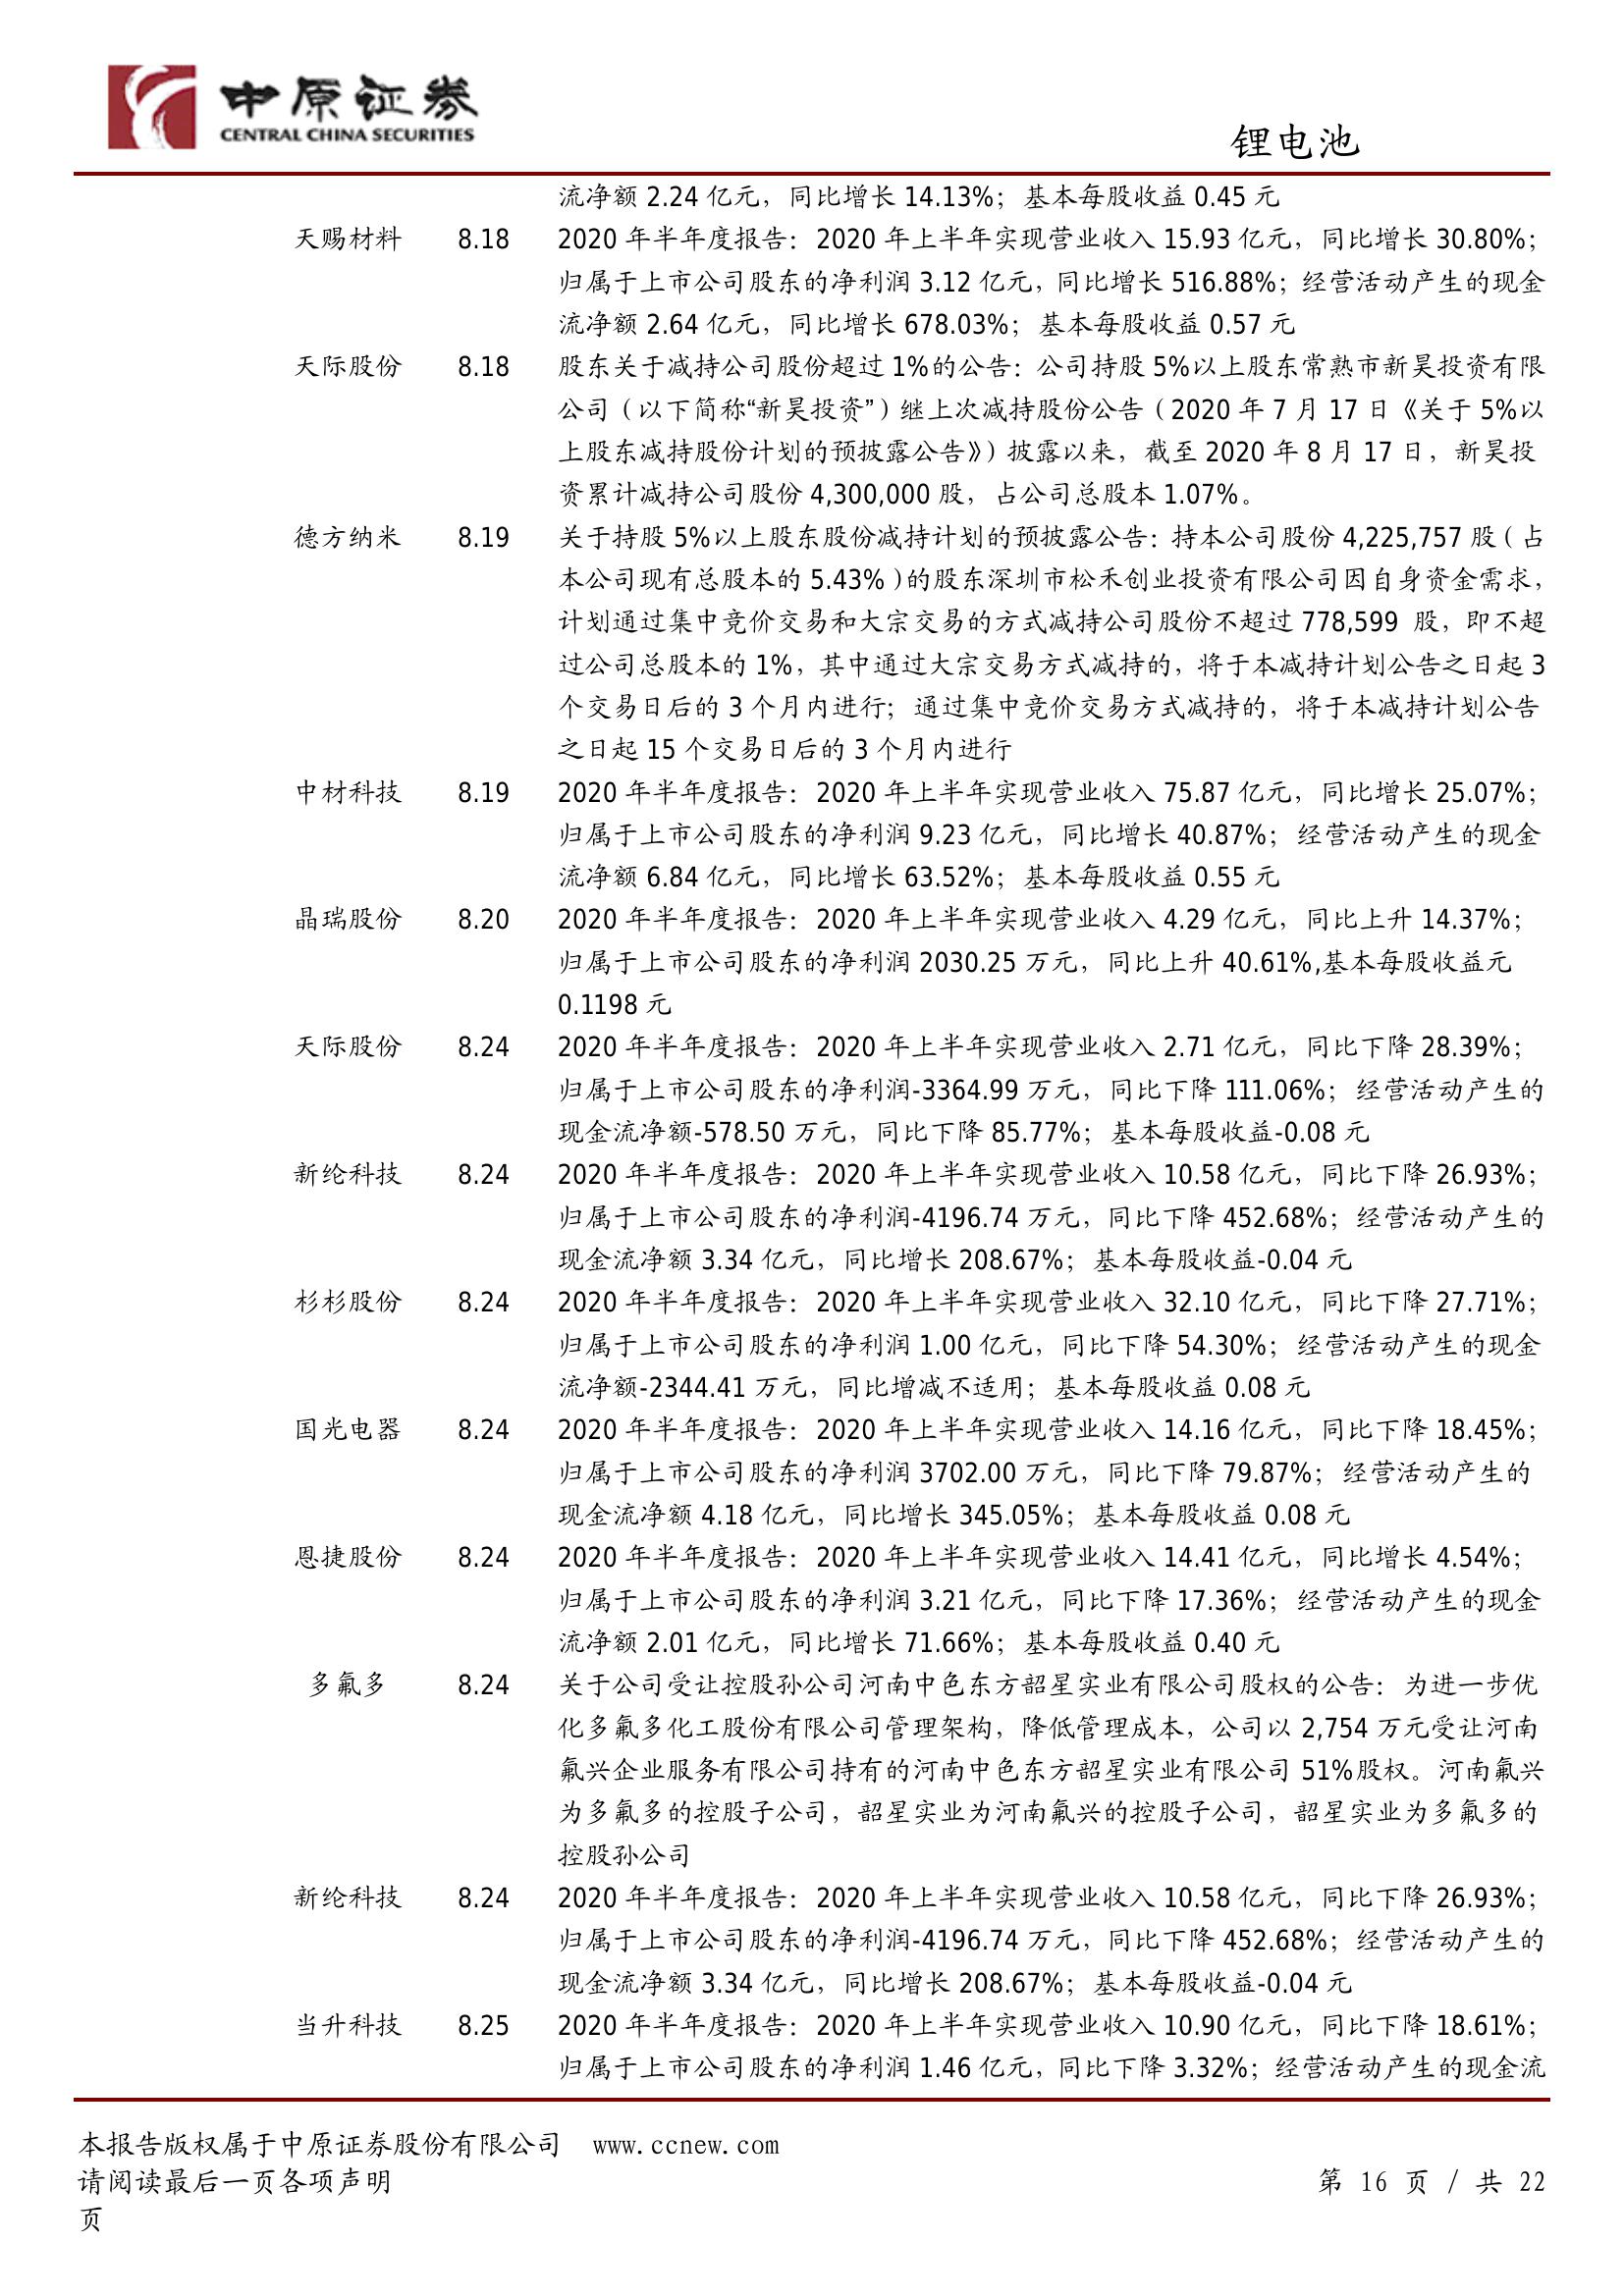 中原证券
CENTRAL CHINA SECURITIES
锂电池
流净额 2.24 亿元，同比增长 14.13%；基本每股收益 0.45 元
天赐材料 8.18 2020 年半年度报告：2020 年上半年实现营业收入 15.93 亿元，同比增长 30.80%；
归属于上市公司股东的净利润 3.12 亿元，同比增长 516.88%；经营活动产生的现金
流净额 2.64 亿元，同比增长 678.03%；基本每股收益 0.57 元
天际股份 8.18 股东关于减持公司股份超过 1%的公告：公司持股 5%以上股东常熟市新昊投资有限
公司（以下简称“新昊投资”）继上次减持股份公告（2020 年 7 月 17 日《关于 5%以
上股东减持股份计划的预披露公告》）披露以来，截至 2020 年 8 月 17 日，新昊投
资累计减持公司股份 4,300,000 股，占公司总股本 1.07%。
德方纳米 8.19 关于持股 5%以上股东股份减持计划的预披露公告：持本公司股份 4,225,757 股（占
本公司现有总股本的 5.43%）的股东深圳市松禾创业投资有限公司因自身资金需求，
计划通过集中竞价交易和大宗交易的方式减持公司股份不超过 778,599 股，即不超
过公司总股本的 1%，其中通过大宗交易方式减持的，将于本减持计划公告之日起 3
个交易日后的 3 个月内进行；通过集中竞价交易方式减持的，将于本减持计划公告
之日起 15 个交易日后的 3 个月内进行
中材科技 8.19 2020 年半年度报告：2020 年上半年实现营业收入 75.87 亿元，同比增长 25.07%；
归属于上市公司股东的净利润 9.23 亿元，同比增长 40.87%；经营活动产生的现金
流净额 6.84 亿元，同比增长 63.52%；基本每股收益 0.55 元
晶瑞股份 8.20 2020 年半年度报告：2020 年上半年实现营业收入 4.29 亿元，同比上升 14.37%；
归属于上市公司股东的净利润 2030.25 万元，同比上升 40.61%,基本每股收益元
0.1198 元
天际股份 8.24 2020 年半年度报告：2020 年上半年实现营业收入 2.71 亿元，同比下降 28.39%；
归属于上市公司股东的净利润-3364.99 万元，同比下降 111.06%；经营活动产生的
现金流净额-578.50 万元，同比下降 85.77%；基本每股收益-0.08 元
新纶科技 8.24 2020 年半年度报告：2020 年上半年实现营业收入 10.58 亿元，同比下降 26.93%；
归属于上市公司股东的净利润-4196.74 万元，同比下降 452.68%；经营活动产生的
现金流净额 3.34 亿元，同比增长 208.67%；基本每股收益-0.04 元
杉杉股份 8.24 2020 年半年度报告：2020 年上半年实现营业收入 32.10 亿元，同比下降 27.71%；
归属于上市公司股东的净利润 1.00 亿元，同比下降 54.30%；经营活动产生的现金
流净额-2344.41 万元，同比增减不适用；基本每股收益 0.08 元
国光电器 8.24 2020 年半年度报告：2020 年上半年实现营业收入 14.16 亿元，同比下降 18.45%；
归属于上市公司股东的净利润 3702.00 万元，同比下降 79.87%；经营活动产生的
现金流净额 4.18 亿元，同比增长 345.05%；基本每股收益 0.08 元
恩捷股份 8.24 2020 年半年度报告：2020 年上半年实现营业收入 14.41 亿元，同比增长 4.54%；
归属于上市公司股东的净利润 3.21 亿元，同比下降 17.36%；经营活动产生的现金
流净额 2.01 亿元，同比增长 71.66%；基本每股收益 0.40 元
多氟多 8.24 关于公司受让控股孙公司河南中色东方韶星实业有限公司股权的公告：为进一步优
化多氟多化工股份有限公司管理架构，降低管理成本，公司以 2,754 万元受让河南
氟兴企业服务有限公司持有的河南中色东方韶星实业有限公司 51%股权。河南氟兴
为多氟多的控股子公司，韶星实业为河南氟兴的控股子公司，韶星实业为多氟多的
控股孙公司
新纶科技 8.24 2020 年半年度报告：2020 年上半年实现营业收入 10.58 亿元，同比下降 26.93%；
归属于上市公司股东的净利润-4196.74 万元，同比下降 452.68%；经营活动产生的
现金流净额 3.34 亿元，同比增长 208.67%；基本每股收益-0.04 元
当升科技 8.25 2020 年半年度报告：2020 年上半年实现营业收入 10.90 亿元，同比下降 18.61%；
归属于上市公司股东的净利润 1.46 亿元，同比下降 3.32%；经营活动产生的现金流
本报告版权属于中原证券股份有限公司 www.ccnew.com
请阅读最后一页各项声明 第 16 页 / 共 22
页